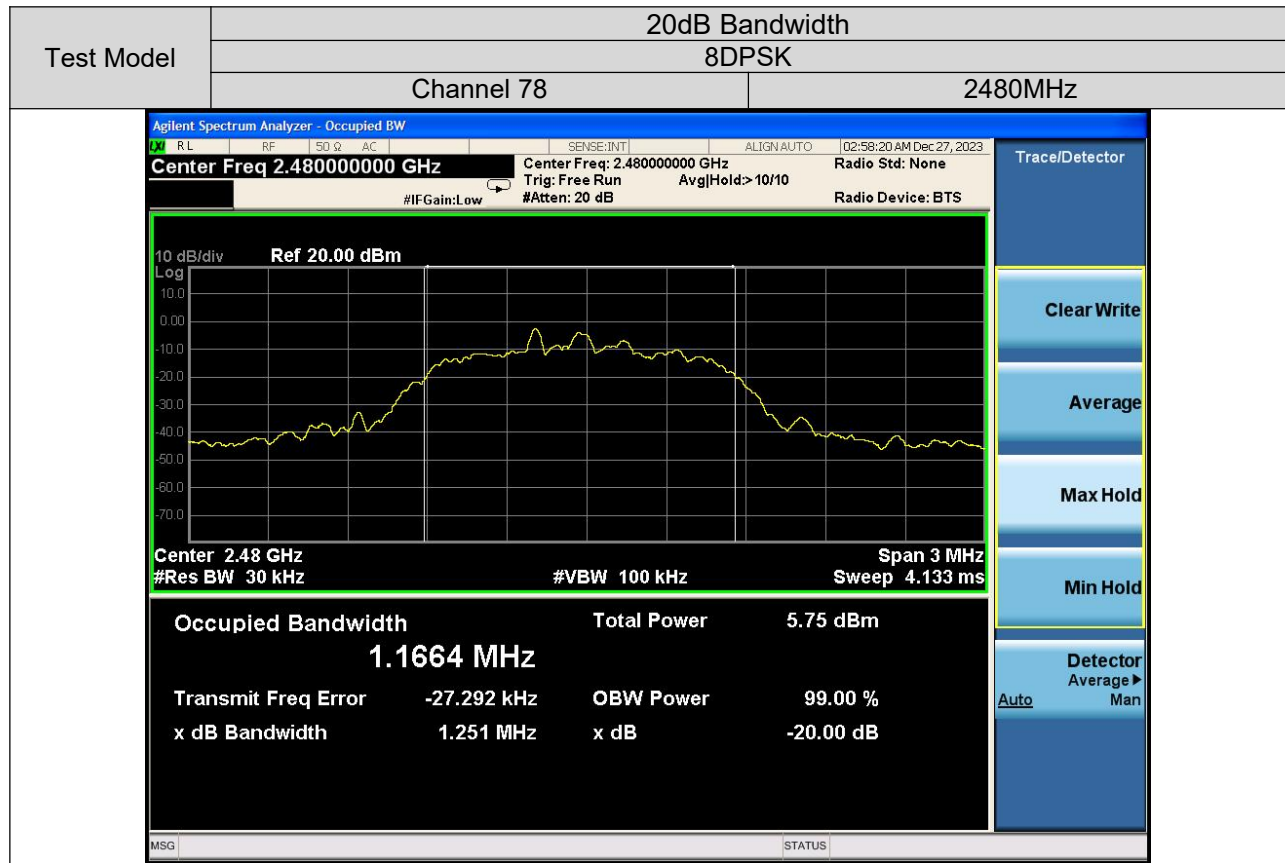 20dB Bandwidth
Test Model
8DPSK
Channel 78 2480MHz
Agilent Spectrum Analyzer - Occupied BW
LXI RL RF 50 Ω AC SENSE:INT ALIGN AUTO 02:58:20 AM Dec 27, 2023
Center Freq 2.480000000 GHz Center Freq: 2.480000000 GHz Radio Std: None
Trig: Free Run Avg|Hold:>10/10
#IFGain:Low #Atten: 20 dB Radio Device: BTS
Trace/Detector
10 dB/div Ref 20.00 dBm
Log
10.0
0.00
-10.0
-20.0
-30.0
-40.0
-50.0
-60.0
-70.0
Center 2.48 GHz Span 3 MHz
#Res BW 30 kHz #VBW 100 kHz Sweep 4.133 ms
Occupied Bandwidth Total Power 5.75 dBm
1.1664 MHz
Transmit Freq Error -27.292 kHz OBW Power 99.00 %
x dB Bandwidth 1.251 MHz x dB -20.00 dB
Clear Write
Average
Max Hold
Min Hold
Detector
Average▶
Auto Man
MSG STATUS